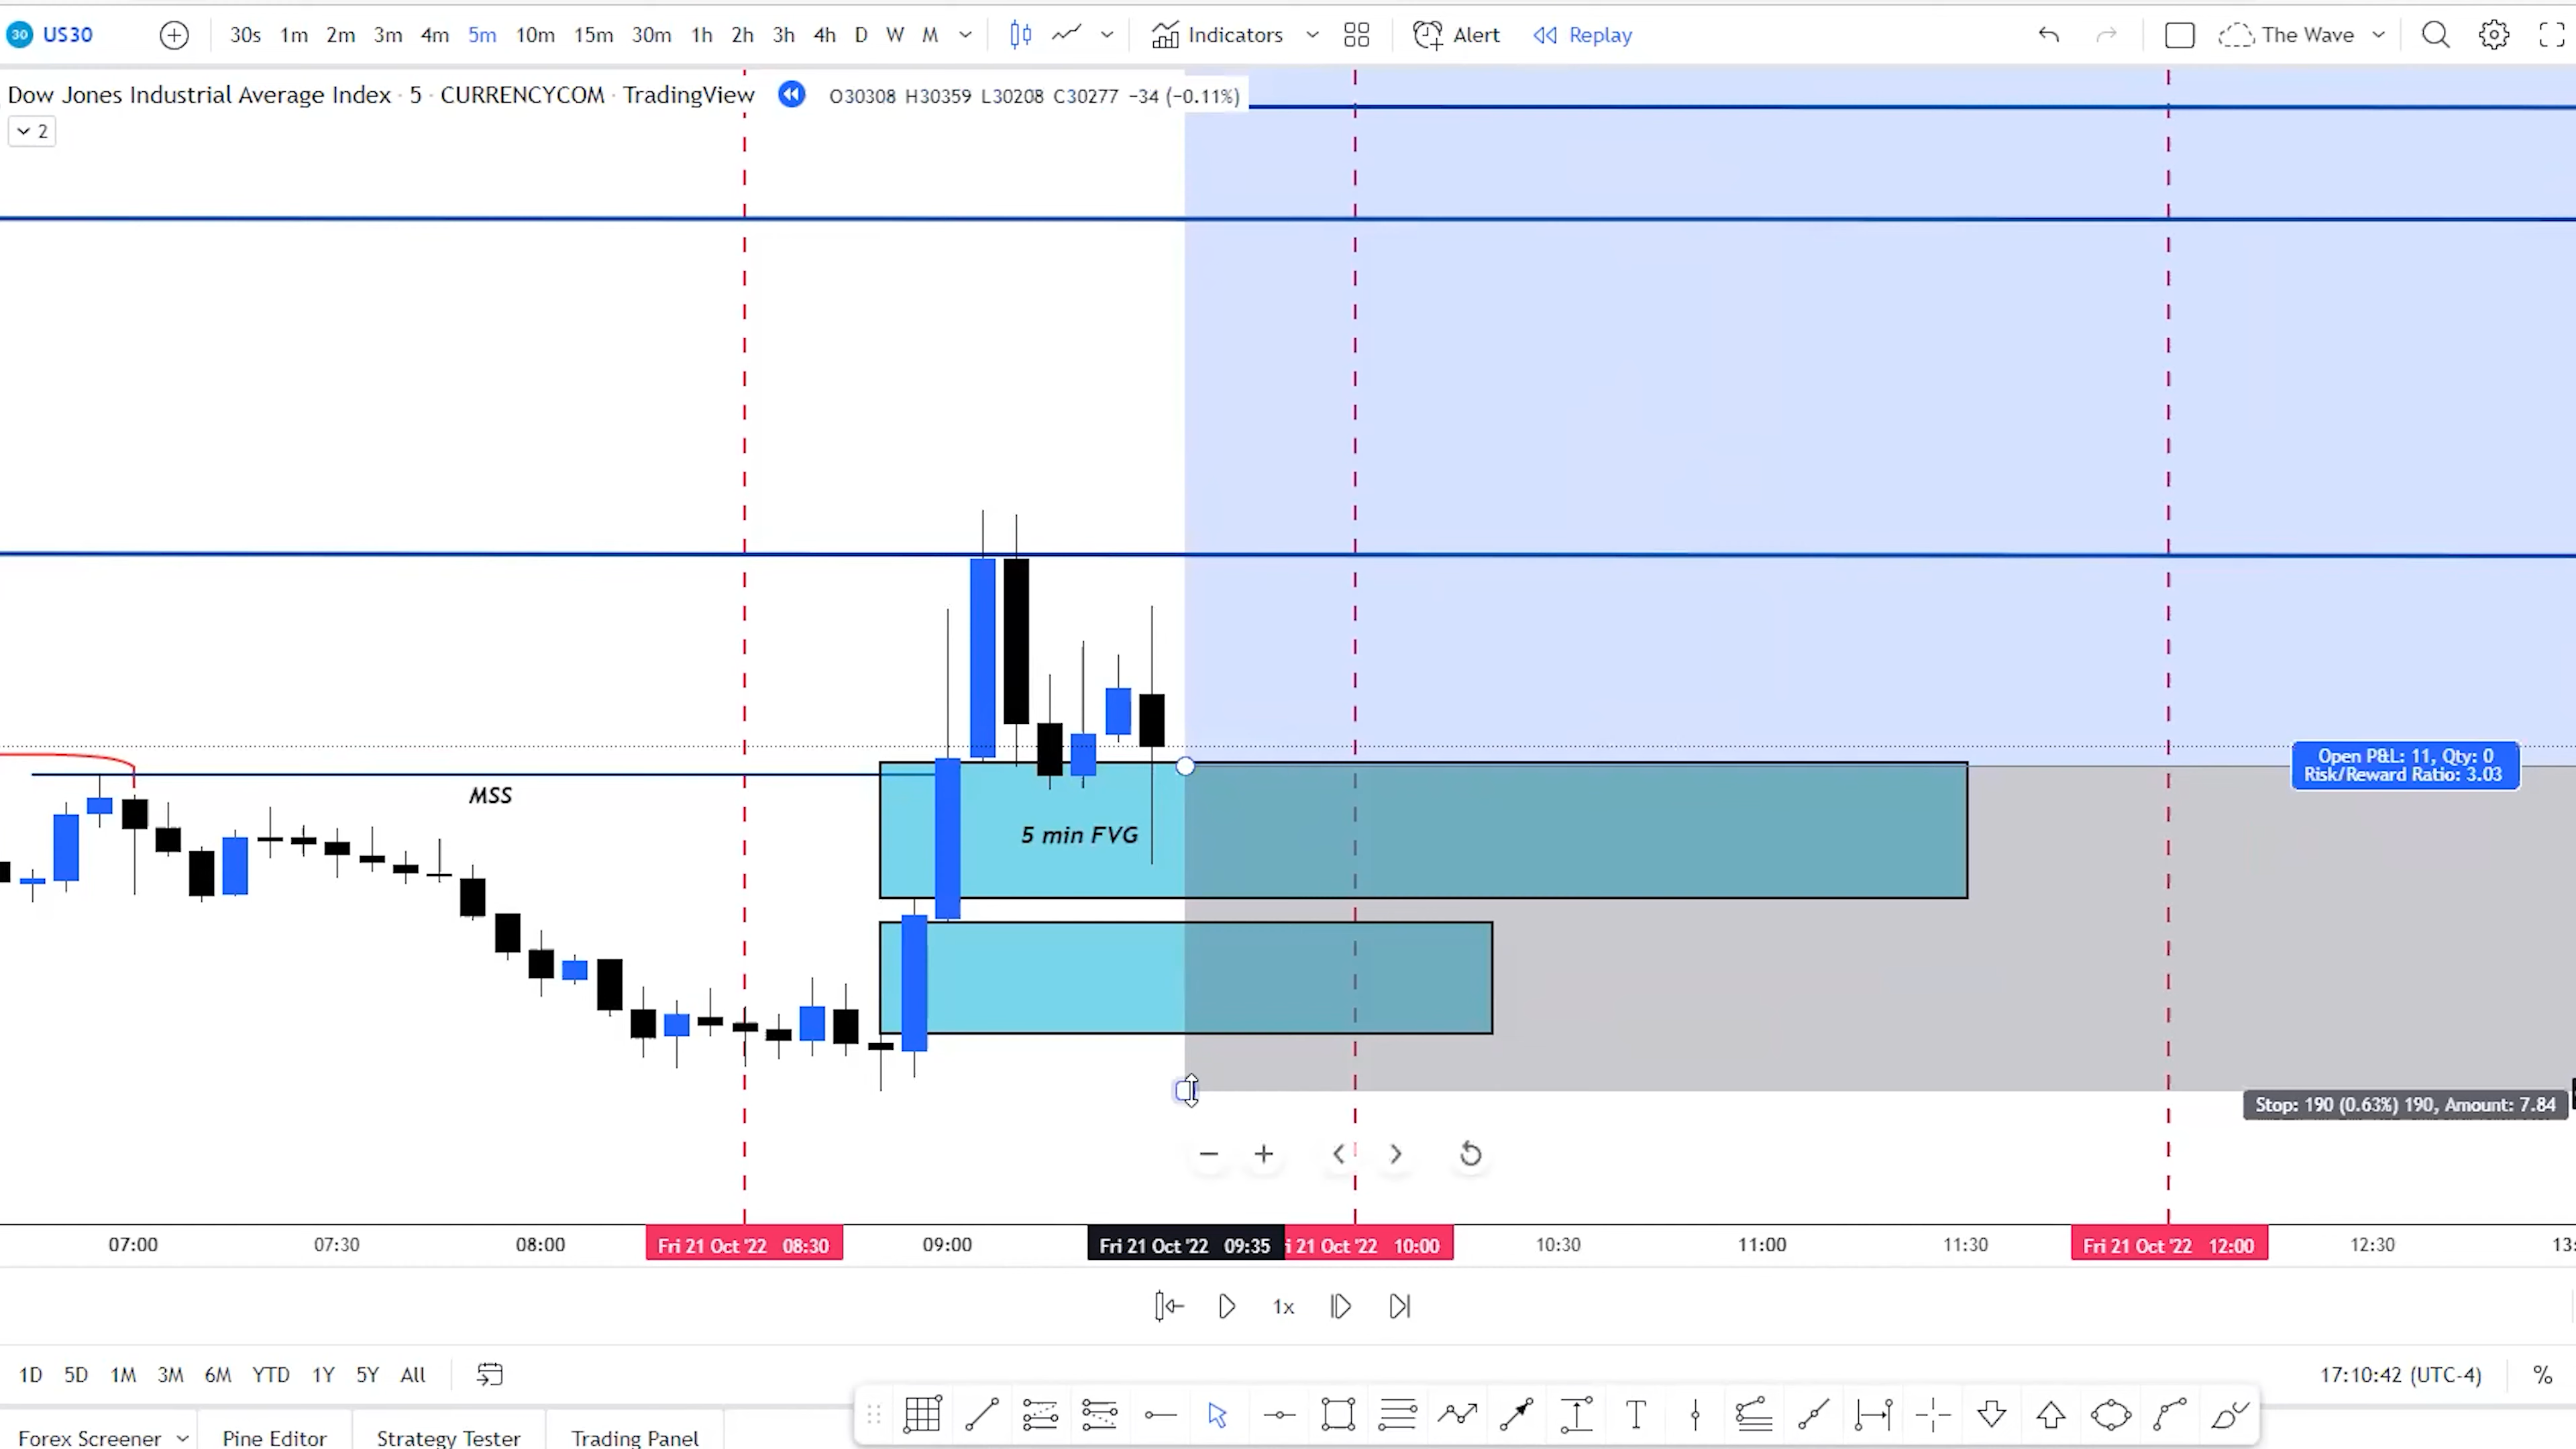 30 US30 30s 1m 2m 3m 4m 5m 10m 15m 30m 1h 2h 3h 4h D W M Indicators Alert Replay The Wave
Dow Jones Industrial Average Index · 5 · CURRENCYCOM · TradingView O30308 H30359 L30208 C30277 −34 (−0.11%)
2
Open P&L: 11, Qty: 0
Risk/Reward Ratio: 3.03
MSS
5 min FVG
Stop: 190 (0.63%) 190, Amount: 7.84
07:00 07:30 08:00 Fri 21 Oct '22 08:30 09:00 Fri 21 Oct '22 09:35 i 21 Oct '22 10:00 10:30 11:00 11:30 Fri 21 Oct '22 12:00 12:30 13:
1x
1D 5D 1M 3M 6M YTD 1Y 5Y All 17:10:42 (UTC-4) %
Forex Screener Pine Editor Strategy Tester Trading Panel